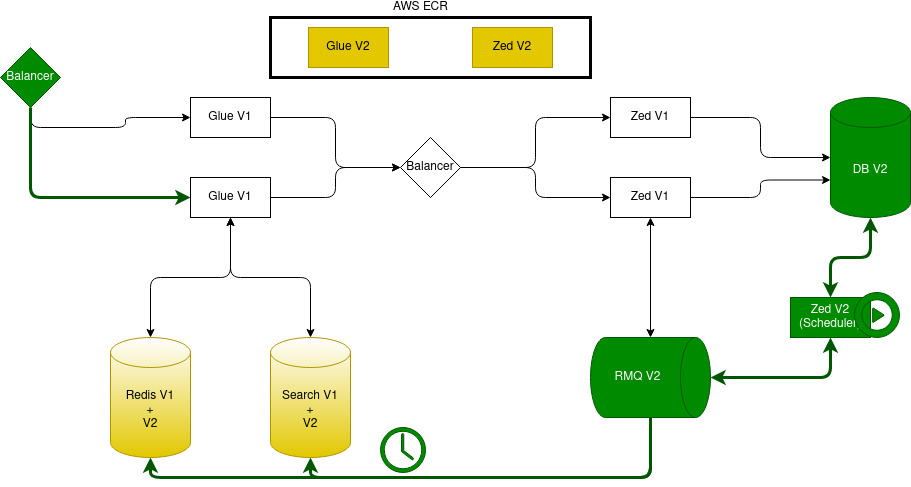 AWS ECR
Glue V2
Zed V2
Balancer
Glue V1
Zed V1
Balancer
DB V2
Glue V1
Zed V1
Zed V2
(Scheduler
RMQ V2
Redis V1
+
V2
Search V1
+
V2